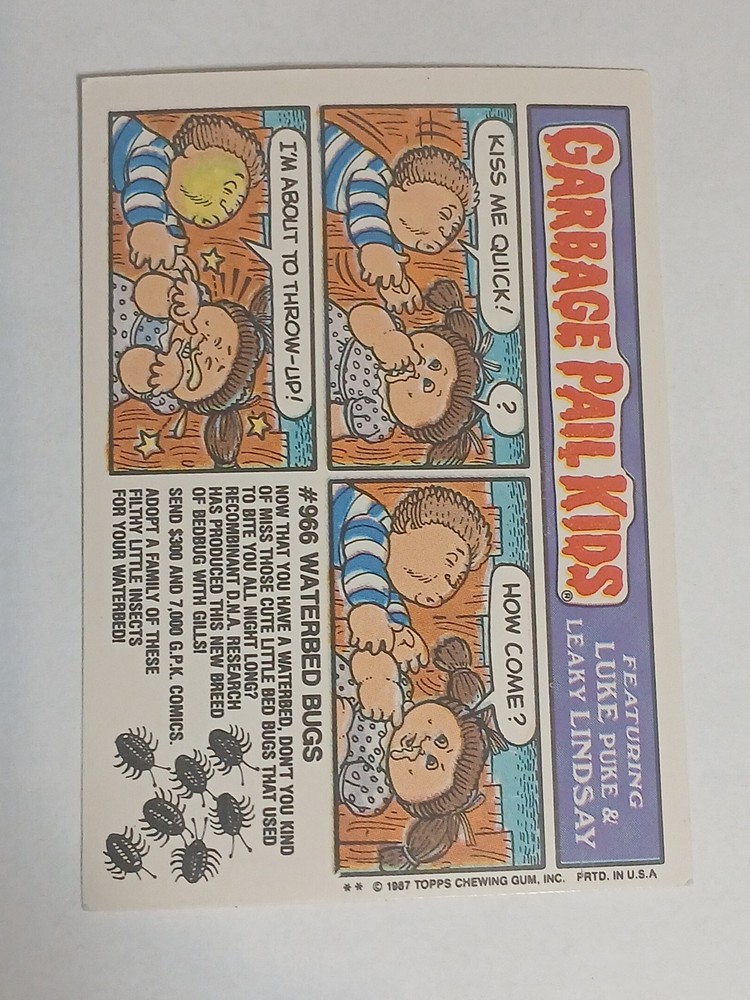 GARBAGE PAIL KIDS®
FEATURING
LUKE PUKE &
LEAKY LINDSAY
KISS ME QUICK!
?
HOW COME?
I'M ABOUT TO THROW-UP!
#966 WATERBED BUGS
NOW THAT YOU HAVE A WATERBED, DON'T YOU KIND
OF MISS THOSE CUTE LITTLE BED BUGS THAT USED
TO BITE YOU ALL NIGHT LONG?
RECOMBINANT D.N.A. RESEARCH
HAS PRODUCED THIS NEW BREED
OF BEDBUG WITH GILLS!
SEND $300 AND 7,000 G.P.K. COMICS.
ADOPT A FAMILY OF THESE
FILTHY LITTLE INSECTS
FOR YOUR WATERBED!
** © 1987 TOPPS CHEWING GUM, INC. PRTD. IN U.S.A